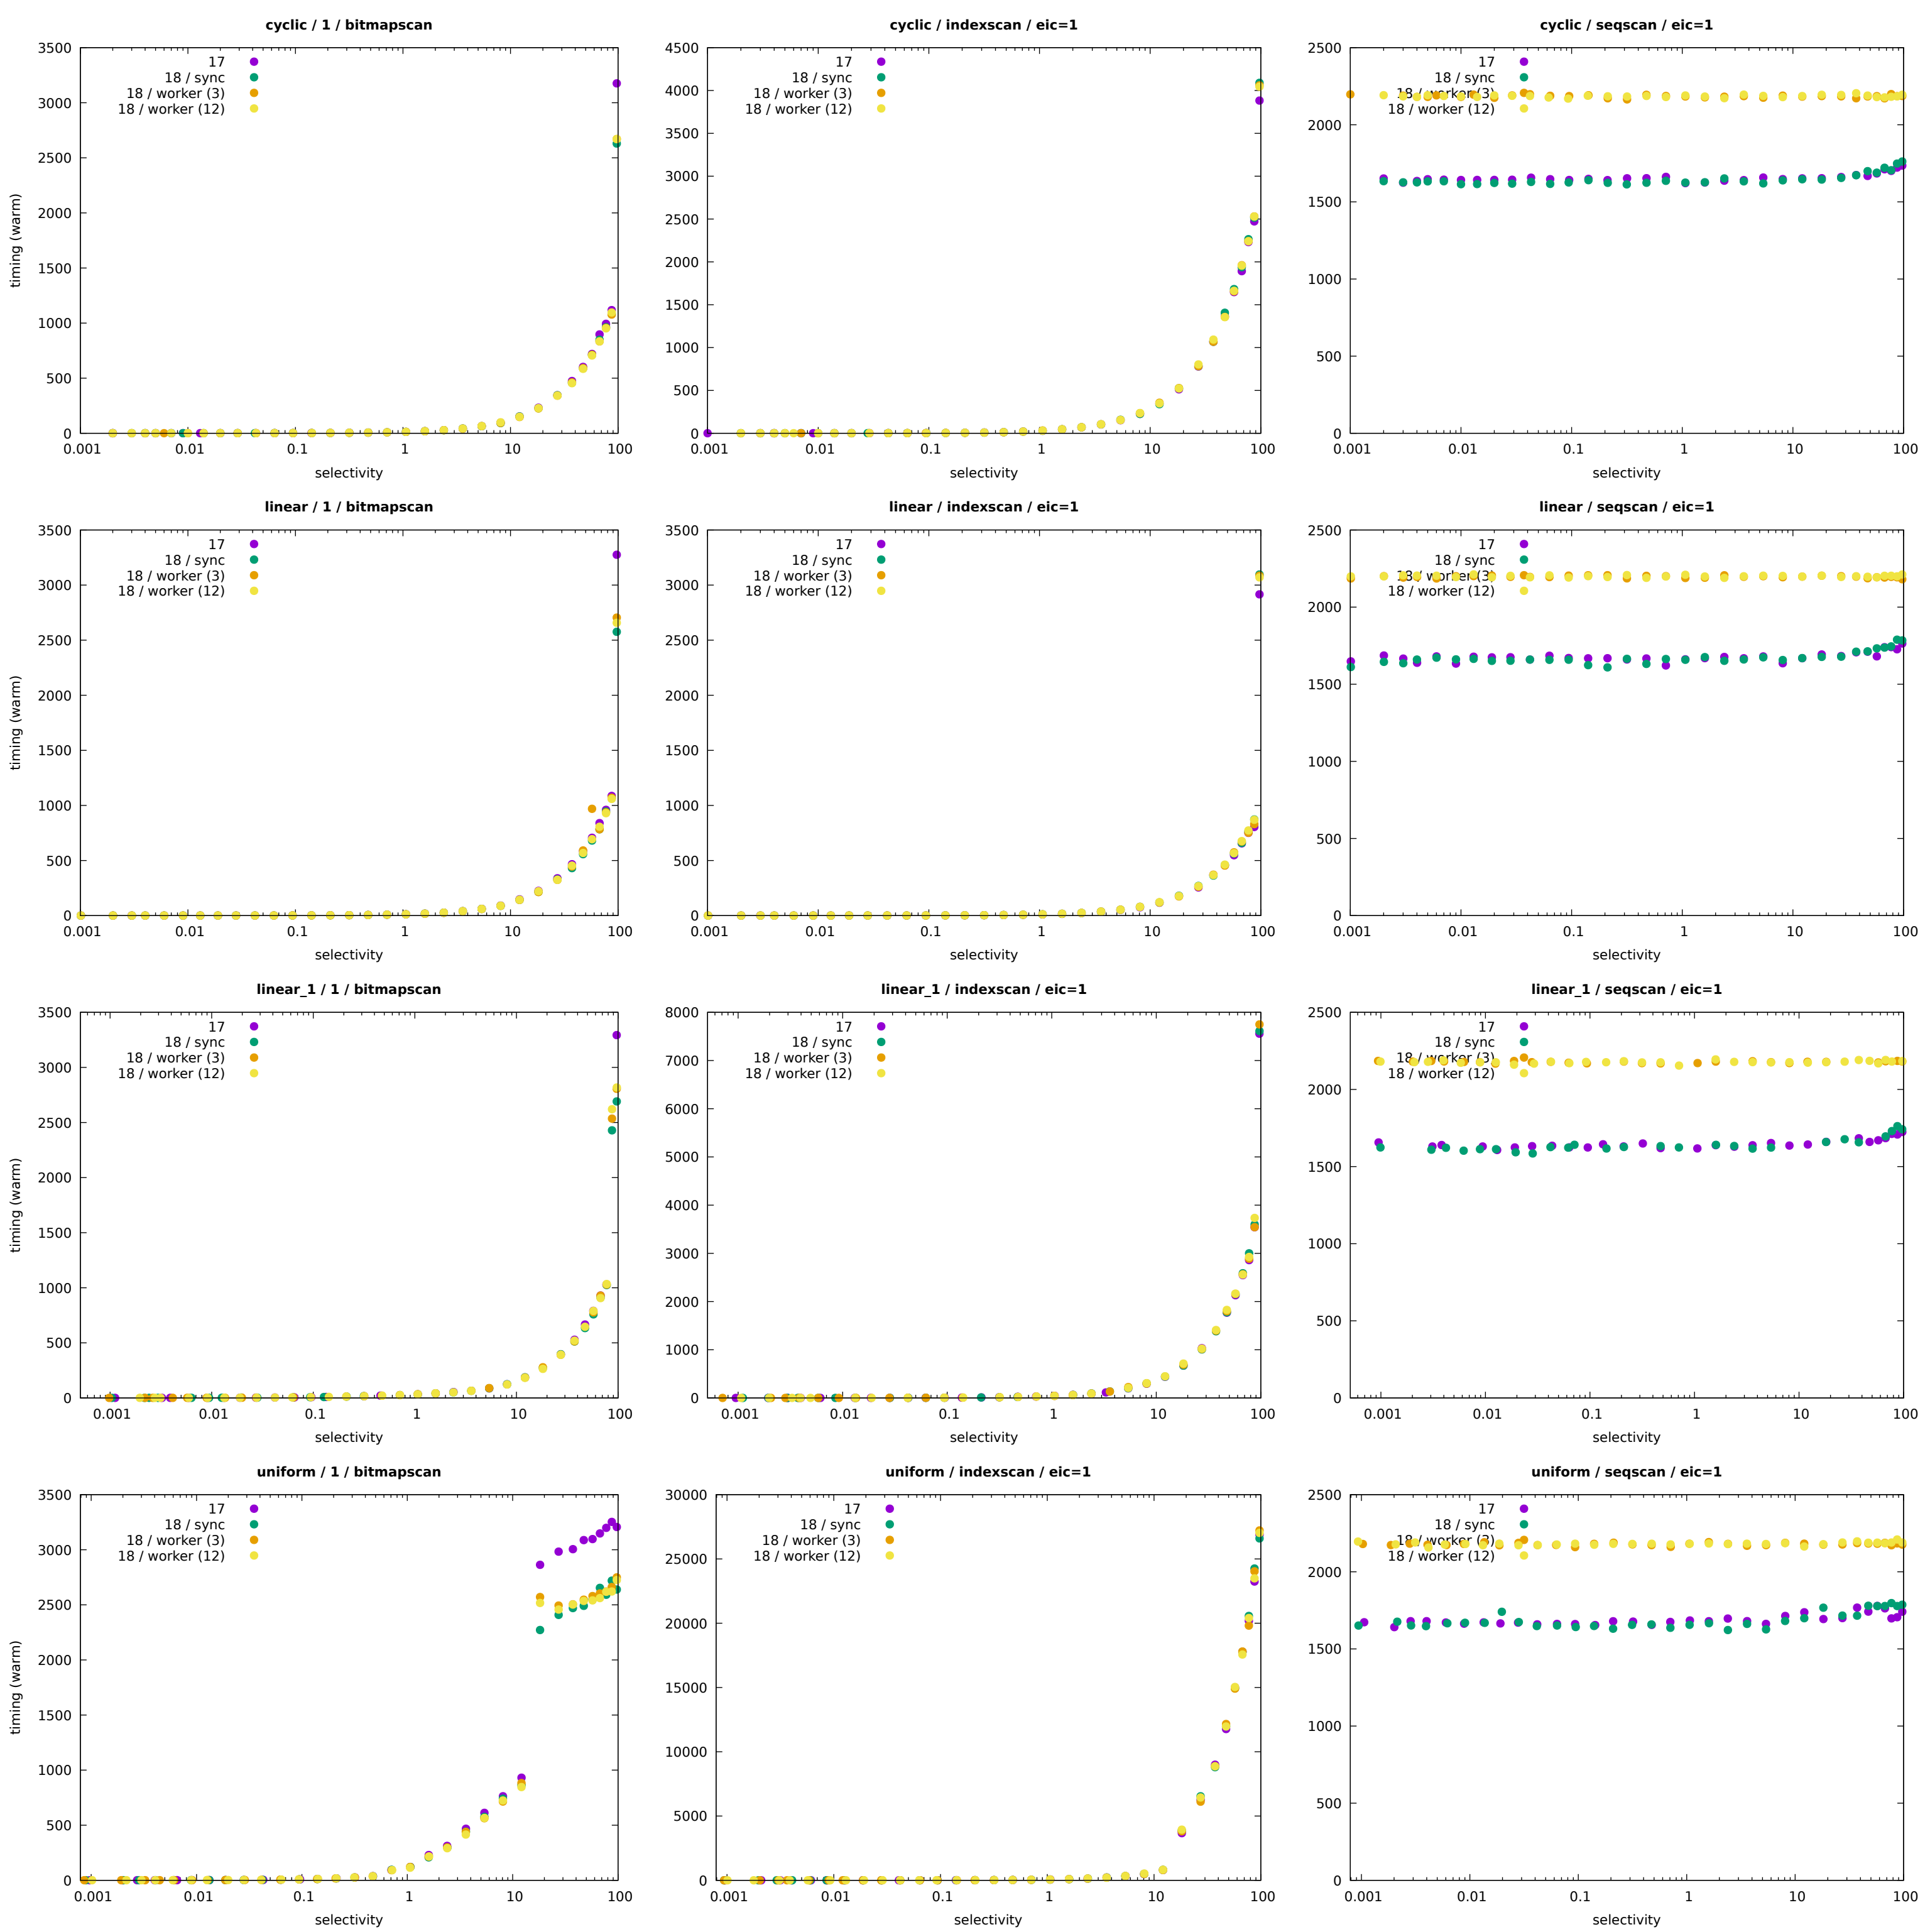 cyclic / 1 / bitmapscan
3500
3000
2500
2000
1500
1000
500
0
timing (warm)
17
18 / sync
18 / worker (3)
18 / worker (12)
0.001 0.01 0.1 1 10 100
selectivity
cyclic / indexscan / eic=1
4500
4000
3500
3000
2500
2000
1500
1000
500
0
17
18 / sync
18 / worker (3)
18 / worker (12)
0.001 0.01 0.1 1 10 100
selectivity
cyclic / seqscan / eic=1
2500
2000
1500
1000
500
0
17
18 / sync
18 / worker (3)
18 / worker (12)
0.001 0.01 0.1 1 10 100
selectivity
linear / 1 / bitmapscan
3500
3000
2500
2000
1500
1000
500
0
timing (warm)
17
18 / sync
18 / worker (3)
18 / worker (12)
0.001 0.01 0.1 1 10 100
selectivity
linear / indexscan / eic=1
3500
3000
2500
2000
1500
1000
500
0
17
18 / sync
18 / worker (3)
18 / worker (12)
0.001 0.01 0.1 1 10 100
selectivity
linear / seqscan / eic=1
2500
2000
1500
1000
500
0
17
18 / sync
18 / worker (3)
18 / worker (12)
0.001 0.01 0.1 1 10 100
selectivity
linear_1 / 1 / bitmapscan
3500
3000
2500
2000
1500
1000
500
0
timing (warm)
17
18 / sync
18 / worker (3)
18 / worker (12)
0.001 0.01 0.1 1 10 100
selectivity
linear_1 / indexscan / eic=1
8000
7000
6000
5000
4000
3000
2000
1000
0
17
18 / sync
18 / worker (3)
18 / worker (12)
0.001 0.01 0.1 1 10 100
selectivity
linear_1 / seqscan / eic=1
2500
2000
1500
1000
500
0
17
18 / sync
18 / worker (3)
18 / worker (12)
0.001 0.01 0.1 1 10 100
selectivity
uniform / 1 / bitmapscan
3500
3000
2500
2000
1500
1000
500
0
timing (warm)
17
18 / sync
18 / worker (3)
18 / worker (12)
0.001 0.01 0.1 1 10 100
selectivity
uniform / indexscan / eic=1
30000
25000
20000
15000
10000
5000
0
17
18 / sync
18 / worker (3)
18 / worker (12)
0.001 0.01 0.1 1 10 100
selectivity
uniform / seqscan / eic=1
2500
2000
1500
1000
500
0
17
18 / sync
18 / worker (3)
18 / worker (12)
0.001 0.01 0.1 1 10 100
selectivity